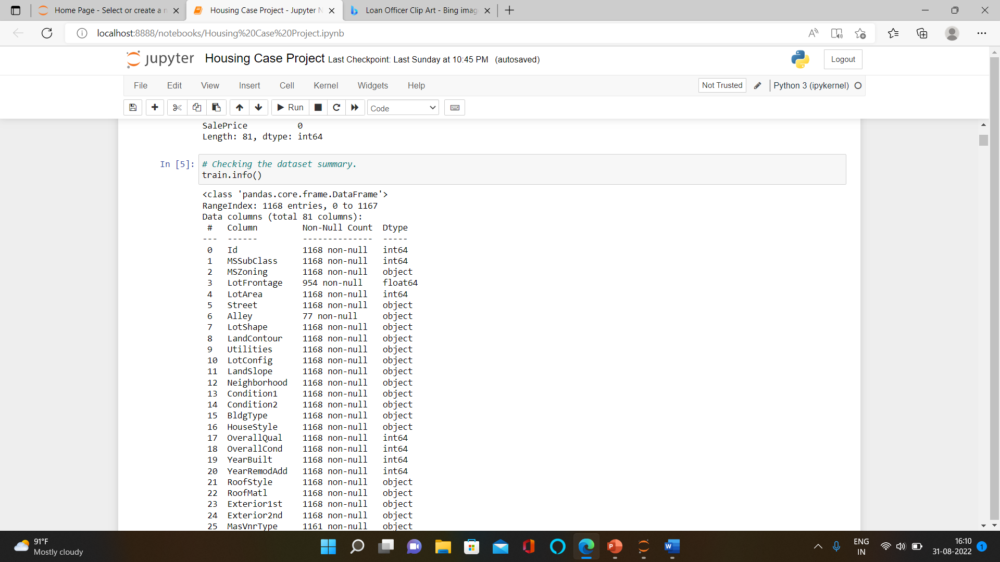 Home Page - Select or create a n
Housing Case Project - Jupyter N
Loan Officer Clip Art - Bing imag
localhost:8888/notebooks/Housing%20Case%20Project.ipynb
jupyter Housing Case Project Last Checkpoint: Last Sunday at 10:45 PM (autosaved)
Logout
File Edit View Insert Cell Kernel Widgets Help
Not Trusted
Python 3 (ipykernel)
Run
Code
SalePrice 0
Length: 81, dtype: int64
In [5]: # Checking the dataset summary.
train.info()
<class 'pandas.core.frame.DataFrame'>
RangeIndex: 1168 entries, 0 to 1167
Data columns (total 81 columns):
# Column Non-Null Count Dtype
--- ------ -------------- -----
0 Id 1168 non-null int64
1 MSSubClass 1168 non-null int64
2 MSZoning 1168 non-null object
3 LotFrontage 954 non-null float64
4 LotArea 1168 non-null int64
5 Street 1168 non-null object
6 Alley 77 non-null object
7 LotShape 1168 non-null object
8 LandContour 1168 non-null object
9 Utilities 1168 non-null object
10 LotConfig 1168 non-null object
11 LandSlope 1168 non-null object
12 Neighborhood 1168 non-null object
13 Condition1 1168 non-null object
14 Condition2 1168 non-null object
15 BldgType 1168 non-null object
16 HouseStyle 1168 non-null object
17 OverallQual 1168 non-null int64
18 OverallCond 1168 non-null int64
19 YearBuilt 1168 non-null int64
20 YearRemodAdd 1168 non-null int64
21 RoofStyle 1168 non-null object
22 RoofMatl 1168 non-null object
23 Exterior1st 1168 non-null object
24 Exterior2nd 1168 non-null object
25 MasVnrType 1161 non-null object
91°F
Mostly cloudy
ENG
IN
16:10
31-08-2022
1